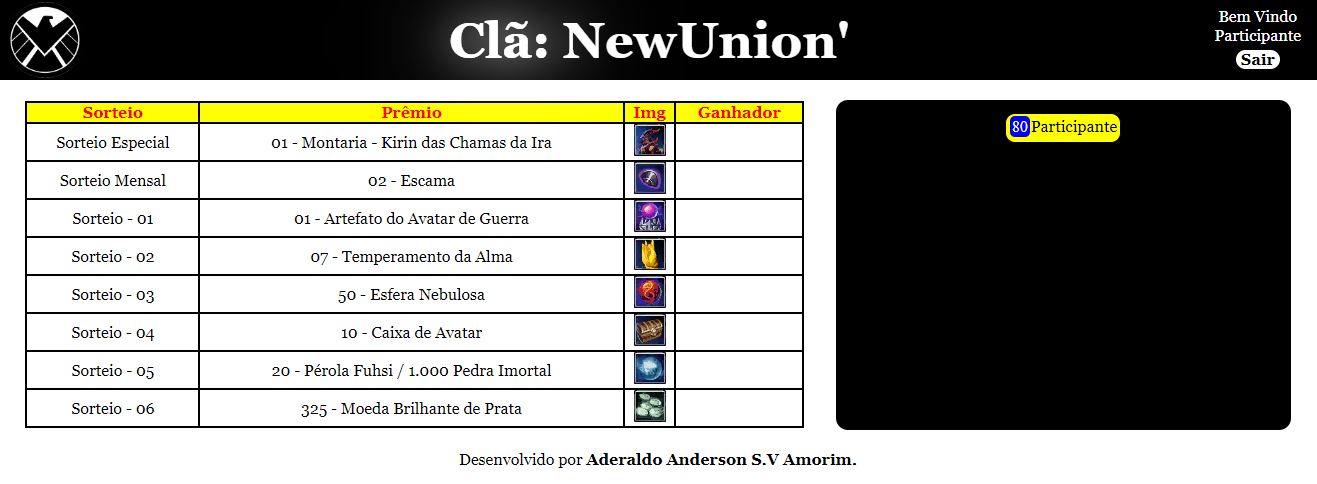 Clã: NewUnion'
Bem Vindo
Participante
Sair
Sorteio Prêmio Img Ganhador
Sorteio Especial 01 - Montaria - Kirin das Chamas da Ira
Sorteio Mensal 02 - Escama
Sorteio - 01 01 - Artefato do Avatar de Guerra
Sorteio - 02 07 - Temperamento da Alma
Sorteio - 03 50 - Esfera Nebulosa
Sorteio - 04 10 - Caixa de Avatar
Sorteio - 05 20 - Pérola Fuhsi / 1.000 Pedra Imortal
Sorteio - 06 325 - Moeda Brilhante de Prata
80 Participante
Desenvolvido por Aderaldo Anderson S.V Amorim.